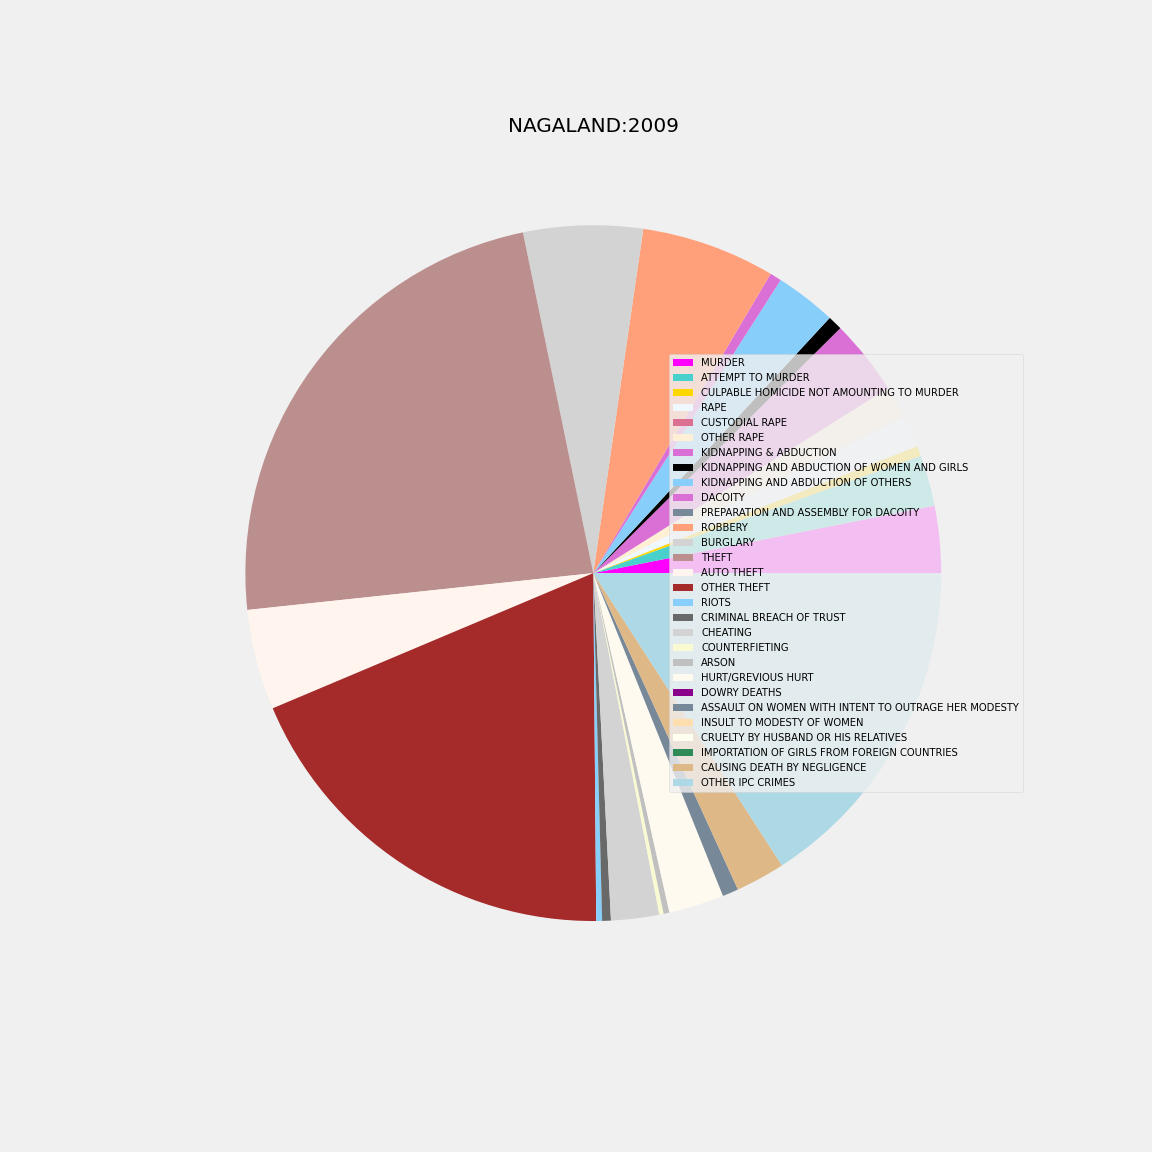 NAGALAND:2009
MURDER
ATTEMPT TO MURDER
CULPABLE HOMICIDE NOT AMOUNTING TO MURDER
RAPE
CUSTODIAL RAPE
OTHER RAPE
KIDNAPPING & ABDUCTION
KIDNAPPING AND ABDUCTION OF WOMEN AND GIRLS
KIDNAPPING AND ABDUCTION OF OTHERS
DACOITY
PREPARATION AND ASSEMBLY FOR DACOITY
ROBBERY
BURGLARY
THEFT
AUTO THEFT
OTHER THEFT
RIOTS
CRIMINAL BREACH OF TRUST
CHEATING
COUNTERFIETING
ARSON
HURT/GREVIOUS HURT
DOWRY DEATHS
ASSAULT ON WOMEN WITH INTENT TO OUTRAGE HER MODESTY
INSULT TO MODESTY OF WOMEN
CRUELTY BY HUSBAND OR HIS RELATIVES
IMPORTATION OF GIRLS FROM FOREIGN COUNTRIES
CAUSING DEATH BY NEGLIGENCE
OTHER IPC CRIMES